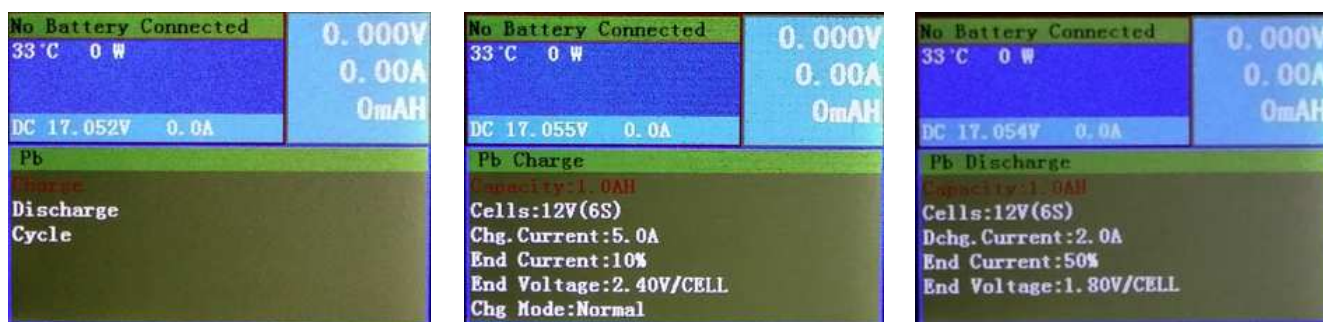 No Battery Connected
33°C 0 W
0.000V
0.00A
0mAH
DC 17.052V 0.0A
Pb
Charge
Discharge
Cycle
No Battery Connected
33°C 0 W
0.000V
0.00A
0mAH
DC 17.055V 0.0A
Pb Charge
Capacity:1.0AH
Cells:12V(6S)
Chg.Current:5.0A
End Current:10%
End Voltage:2.40V/CELL
Chg Mode:Normal
No Battery Connected
33°C 0 W
0.000V
0.00A
0mAH
DC 17.054V 0.0A
Pb Discharge
Capacity:1.0AH
Cells:12V(6S)
Dchg.Current:2.0A
End Current:50%
End Voltage:1.80V/CELL